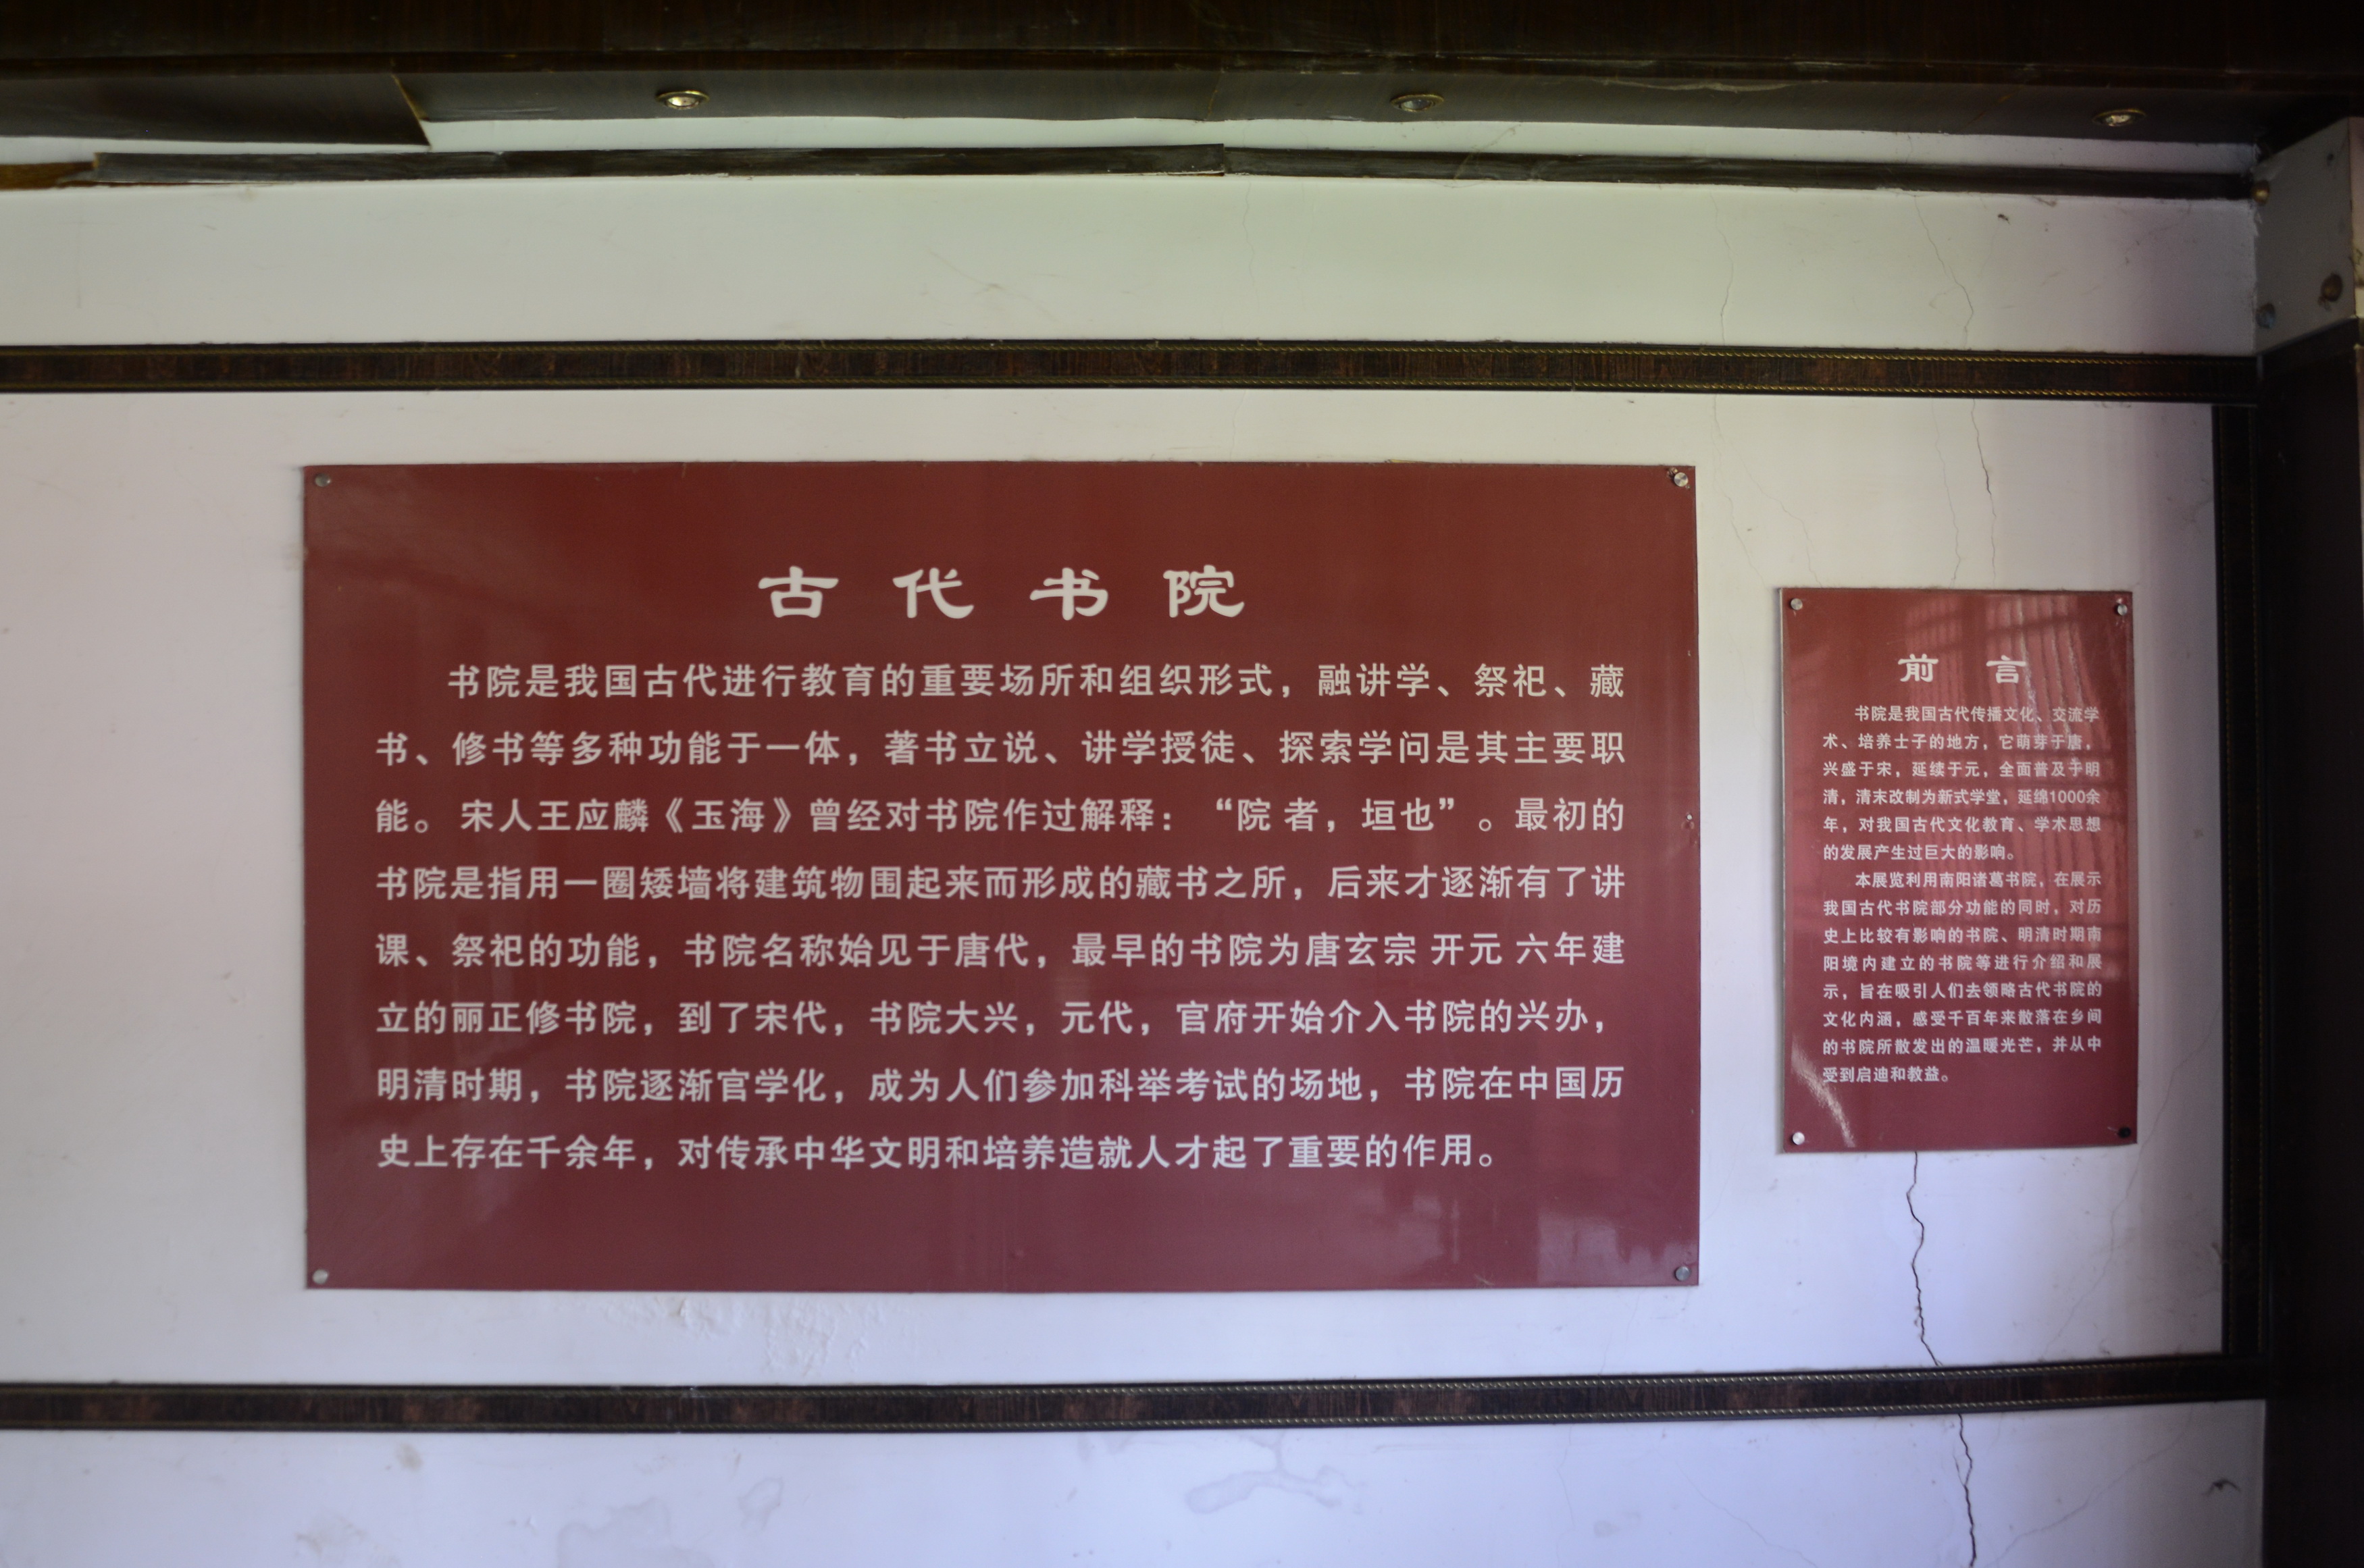 古代书院
书院是我国古代进行教育的重要场所和组织形式，融讲学、祭祀、藏
书、修书等多种功能于一体，著书立说、讲学授徒、探索学问是其主要职
能。宋人王应麟《玉海》曾经对书院作过解释：“院者，垣也”。最初的
书院是指用一圈矮墙将建筑物围起来而形成的藏书之所，后来才逐渐有了讲
课、祭祀的功能，书院名称始见于唐代，最早的书院为唐玄宗开元六年建
立的丽正修书院，到了宋代，书院大兴，元代，官府开始介入书院的兴办，
明清时期，书院逐渐官学化，成为人们参加科举考试的场地，书院在中国历
史上存在千余年，对传承中华文明和培养造就人才起了重要的作用。
前言
书院是我国古代传播文化、交流学
术、培养士子的地方，它萌芽于唐，
兴盛于宋，延续于元，全面普及于明
清，清末改制为新式学堂，延绵1000余
年，对我国古代文化教育、学术思想
的发展产生过巨大的影响。
本展览利用南阳诸葛书院，在展示
我国古代书院部分功能的同时，对历
史上比较有影响的书院、明清时期南
阳境内建立的书院等进行介绍和展
示，旨在吸引人们去领略古代书院的
文化内涵，感受千百年来散落在乡间
的书院所散发出的温暖光芒，并从中
受到启迪和教益。